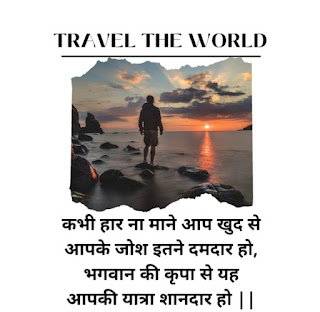 TRAVEL THE WORLD
कभी हार ना माने आप खुद से
आपके जोश इतने दमदार हो,
भगवान की कृपा से यह
आपकी यात्रा शानदार हो ||